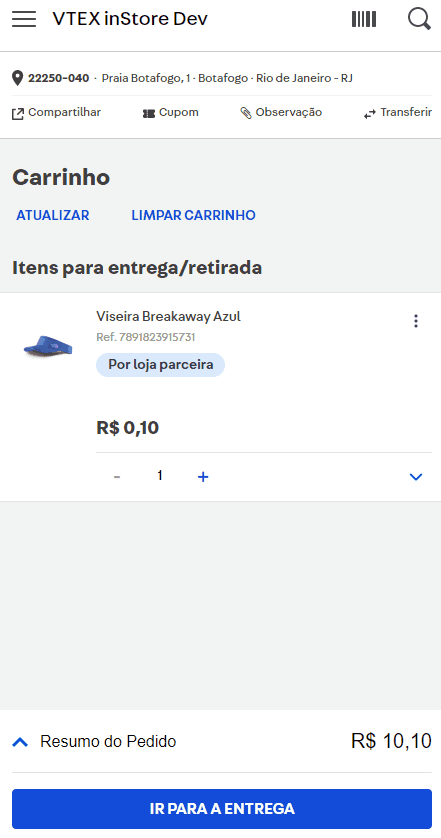 VTEX inStore Dev
22250-040 · Praia Botafogo, 1 · Botafogo · Rio de Janeiro - RJ
Compartilhar Cupom Observação Transferir
Carrinho
ATUALIZAR LIMPAR CARRINHO
Itens para entrega/retirada
Viseira Breakaway Azul
Ref. 7891823915731
Por loja parceira
R$ 0,10
- 1 +
Resumo do Pedido R$ 10,10
IR PARA A ENTREGA